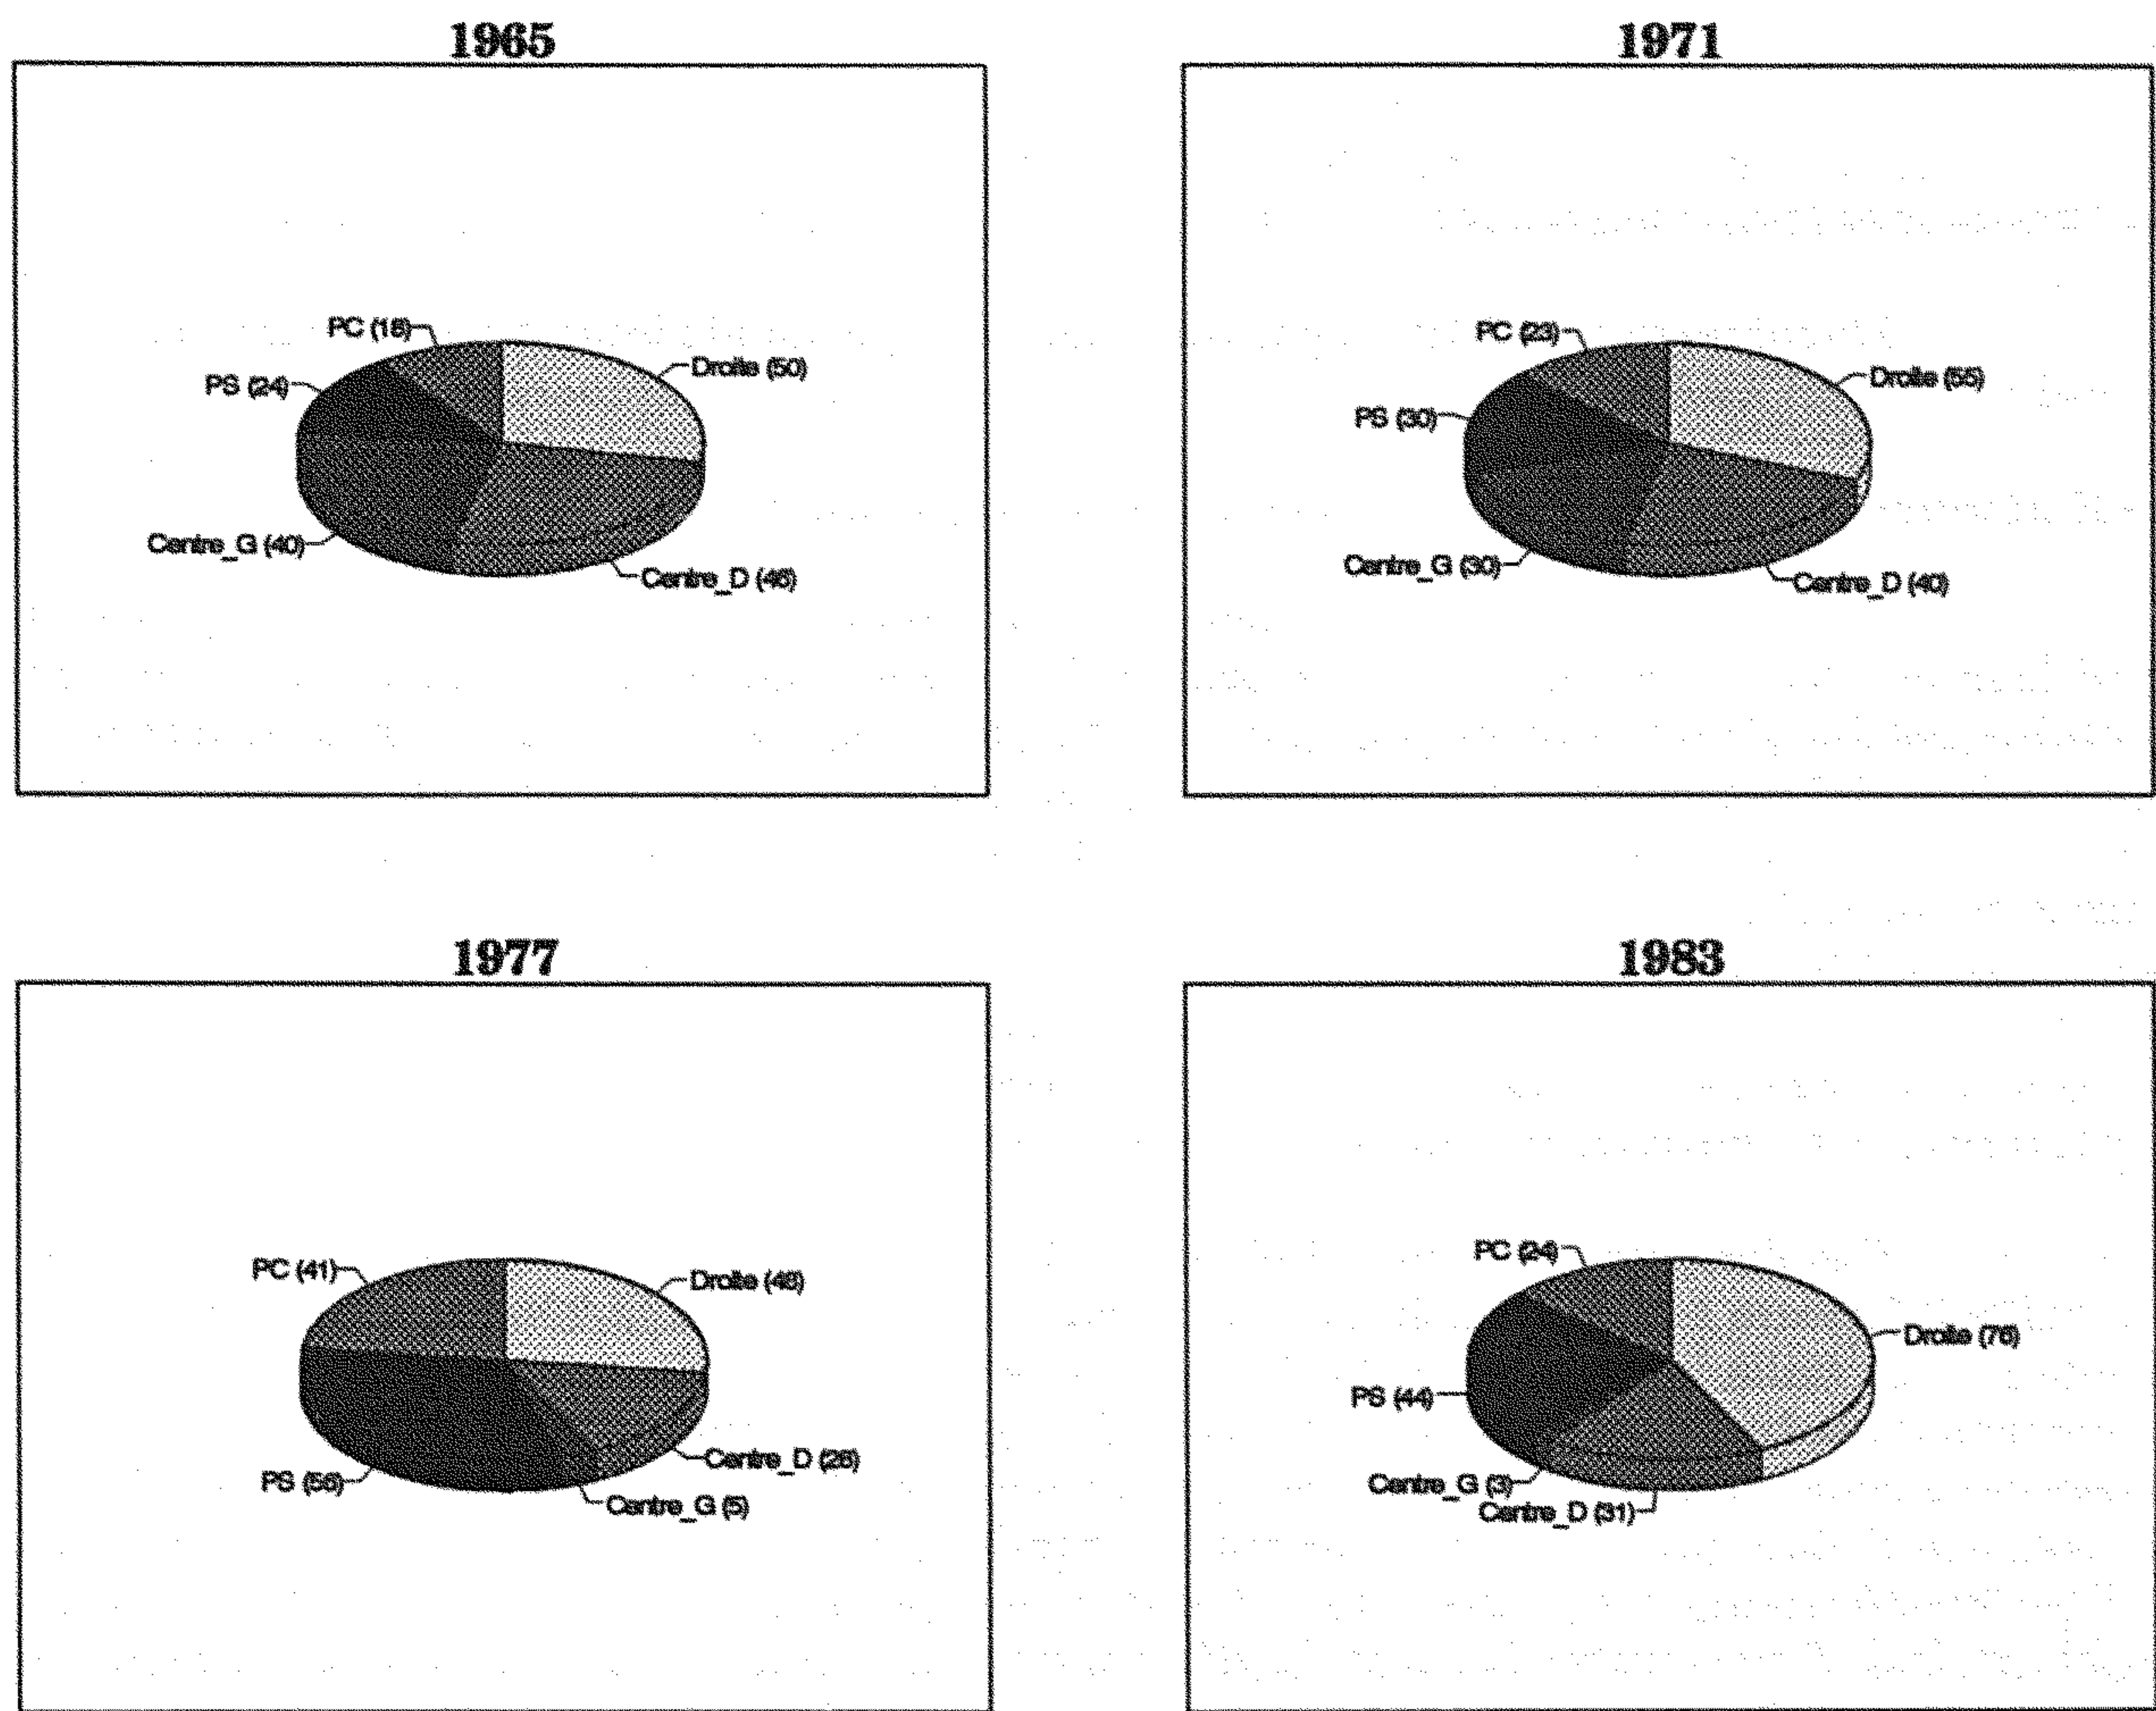 1965
PC (18)
Droite (50)
PS (24)
Centre_G (40)
Centre_D (46)
1971
PC (23)
Droite (55)
PS (30)
Centre_G (30)
Centre_D (40)
1977
PC (41)
Droite (48)
Centre_D (28)
PS (56)
Centre_G (5)
1983
PC (24)
Droite (76)
PS (44)
Centre_G (3)
Centre_D (31)